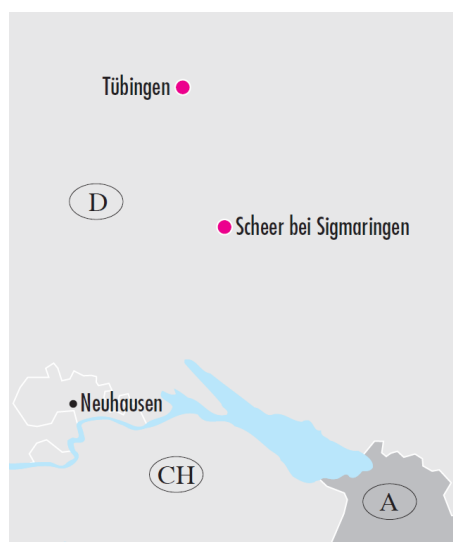 Tübingen
D
Scheer bei Sigmaringen
Neuhausen
CH
A